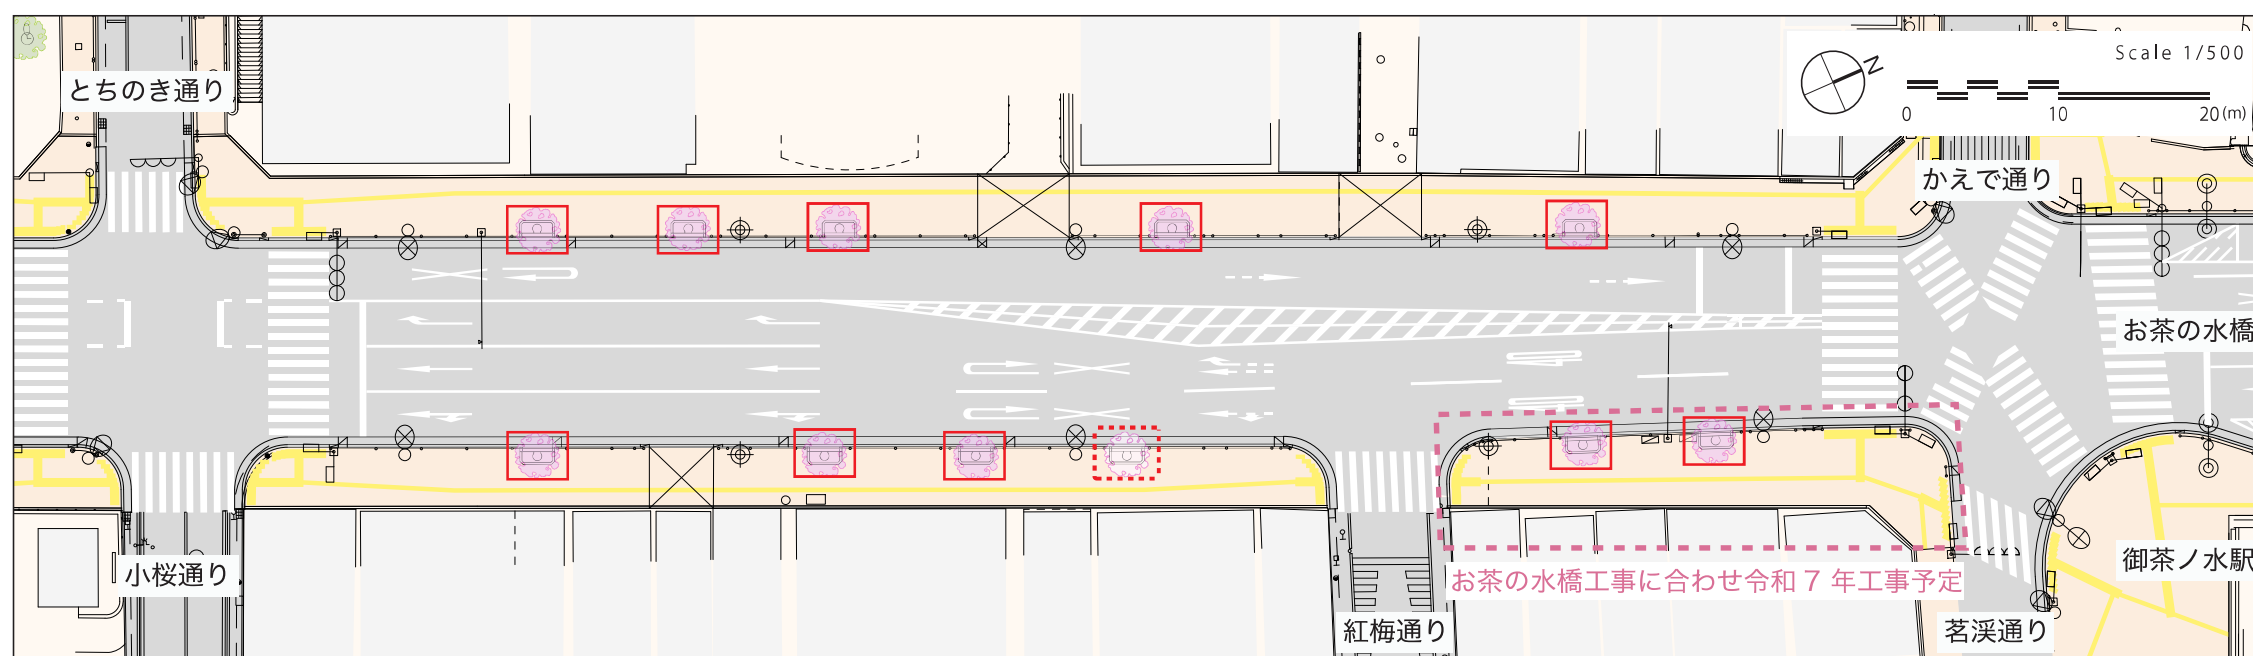 Scale 1/500
N
0 10 20(m)
とちのき通り
かえで通り
お茶の水橋
小桜通り
御茶ノ水駅
お茶の水橋工事に合わせ令和7年工事予定
紅梅通り
茗渓通り